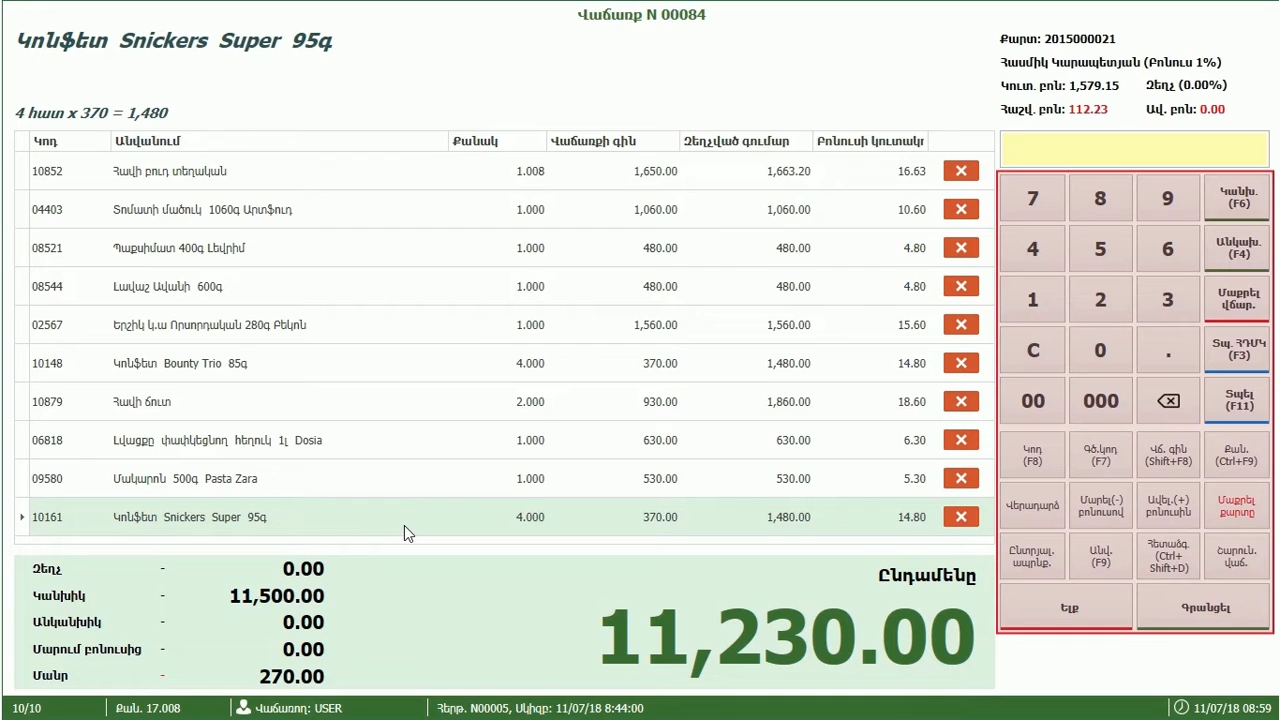 Վաճառք N 00084
Կոնֆետ Snickers Super 95գ
4 հատ x 370 = 1,480
Քարտ: 2015000021
Հասմիկ Կարապետյան (Բոնուս 1%)
Կուտ. բոն: 1,579.15 Զեղչ (0.00%)
Հաշվ. բոն: 112.23 Ավ. բոն: 0.00
Կոդ Անվանում Քանակ Վաճառքի գին Զեղչված գումար Բոնուսի կուտակր
10852 Հավի բուդ տեղական 1.008 1,650.00 1,663.20 16.63
04403 Տոմատի մածուկ 1060գ Արտֆուդ 1.000 1,060.00 1,060.00 10.60
08521 Պաքսիմատ 400գ Լեվրիմ 1.000 480.00 480.00 4.80
08544 Լավաշ Ավանի 600գ 1.000 480.00 480.00 4.80
02567 Երշիկ կ.ա Որսորդական 280գ Բեկոն 1.000 1,560.00 1,560.00 15.60
10148 Կոնֆետ Bounty Trio 85գ 4.000 370.00 1,480.00 14.80
10879 Հավի ճուտ 2.000 930.00 1,860.00 18.60
06818 Լվացքը փափկեցնող հեղուկ 1լ Dosia 1.000 630.00 630.00 6.30
09580 Մակարոն 500գ Pasta Zara 1.000 530.00 530.00 5.30
10161 Կոնֆետ Snickers Super 95գ 4.000 370.00 1,480.00 14.80
7 8 9 Կանխ. (F6)
4 5 6 Անկախ. (F4)
1 2 3 Մաքրել վճար.
C 0 . Տպ. ՀԴՄԿ (F3)
00 000 Տպել (F11)
Կոդ (F8) Գծ.կոդ (F7) Վճ. գին (Shift+F8) Քան. (Ctrl+F9)
Վերադարձ Մարել(-) բոնուսով Ավել.(+) բոնուսին Մաքրել քարտը
Ընտրյալ. ապրնք. Անվ. (F9) Հետաձգ. (Ctrl+ Shift+D) Շարուն. վաճ.
Ելք Գրանցել
Զեղչ - 0.00
Կանխիկ - 11,500.00
Անկանխիկ - 0.00
Մարում բոնուսից - 0.00
Մանր - 270.00
Ընդամենը
11,230.00
10/10 Քան. 17.008 Վաճառող: USER Հերթ. N00005, Սկիզբ: 11/07/18 8:44:00 11/07/18 08:59